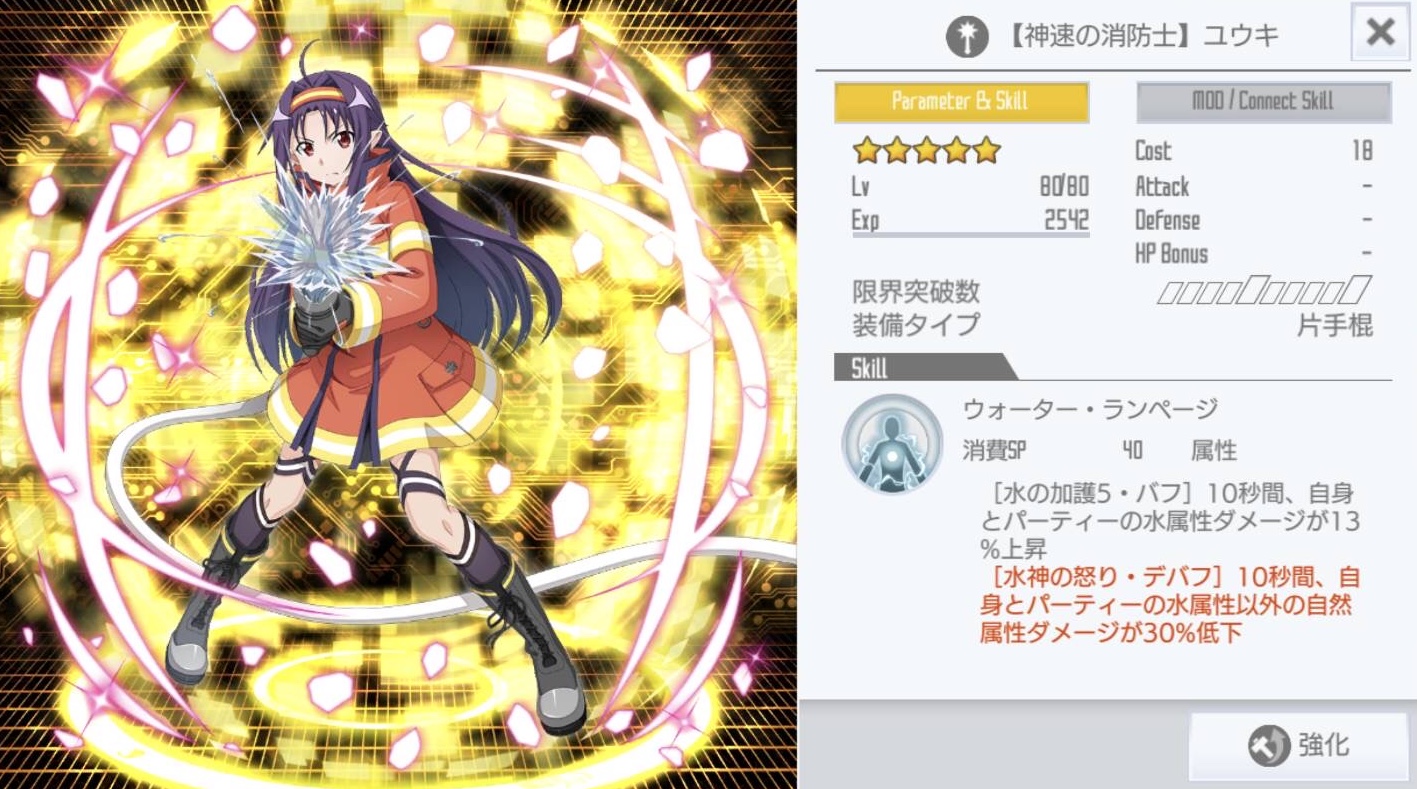 【神速の消防士】ユウキ
Parameter & Skill
MOD / Connect Skill
Lv 80/80
Exp 2542
Cost 18
Attack -
Defense -
HP Bonus -
限界突破数
装備タイプ 片手棍
Skill
ウォーター・ランページ
消費SP 40 属性
［水の加護5・バフ］10秒間、自身
とパーティーの水属性ダメージが13
%上昇
［水神の怒り・デバフ］10秒間、自
身とパーティーの水属性以外の自然
属性ダメージが30%低下
強化